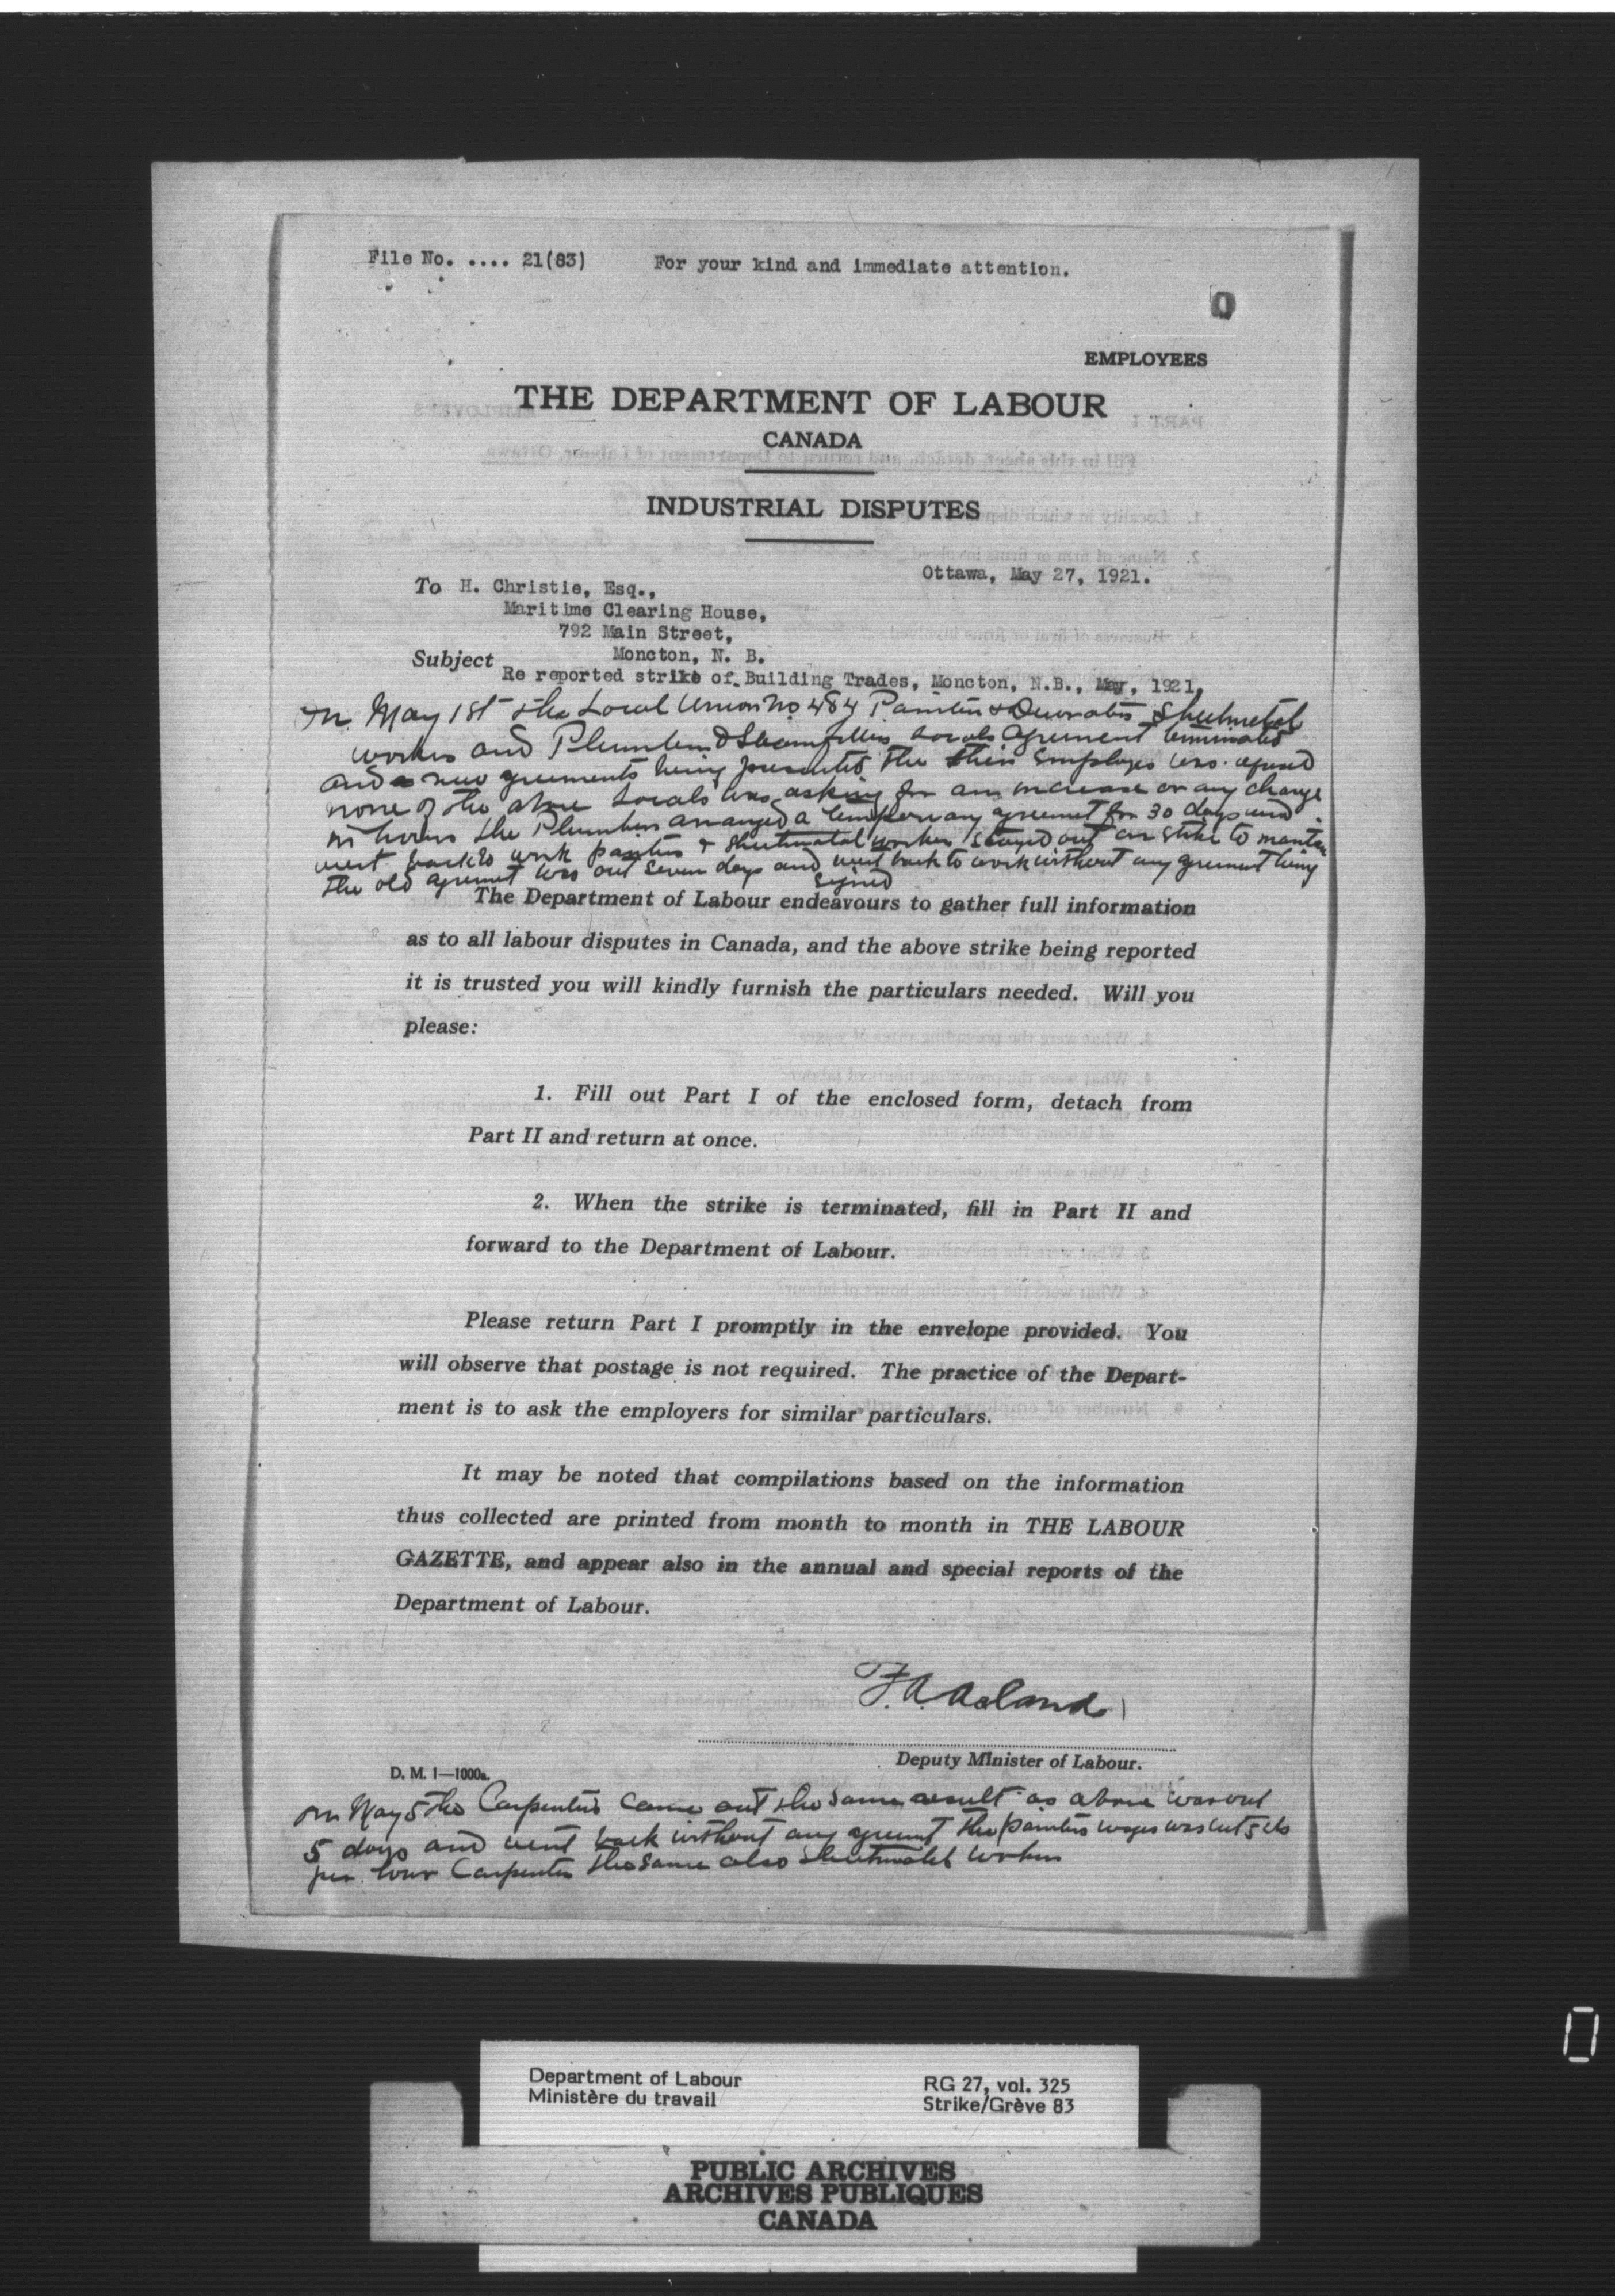 File No. .... 21(83) For your kind and immediate attention.
EMPLOYEES
THE DEPARTMENT OF LABOUR
CANADA
INDUSTRIAL DISPUTES
Ottawa, May 27, 1921.
To H. Christie, Esq.,
Maritime Clearing House,
792 Main Street,
Moncton, N. B.
Subject
Re reported strike of Building Trades, Moncton, N.B., May, 1921.
On May 1st the Local Union No 484 Painters & Decorators Sheetmetal
workers and Plumbers & Steamfitters Locals agreement terminated
and a new agreements being presented the their Employes was refused
none of the above Locals was asking for an increase or any change
in hours the Plumbers arranged a temporary agreement for 30 days and
went back to work painters & sheetmetal workers stayed out on strike to
the old agreement was out seven days and went back to work without any agreement being
signed
The Department of Labour endeavours to gather full information
as to all labour disputes in Canada, and the above strike being reported
it is trusted you will kindly furnish the particulars needed. Will you
please:
1. Fill out Part I of the enclosed form, detach from
Part II and return at once.
2. When the strike is terminated, fill in Part II and
forward to the Department of Labour.
Please return Part I promptly in the envelope provided. You
will observe that postage is not required. The practice of the Depart-
ment is to ask the employers for similar particulars.
It may be noted that compilations based on the information
thus collected are printed from month to month in THE LABOUR
GAZETTE, and appear also in the annual and special reports of the
Department of Labour.
F. A. Acland
Deputy Minister of Labour.
D. M. 1—1000a.
on May 5 the Carpenters came out the same result as above was out
5 days and went back without any agreemt the painters wages was cut 5 cts
per hour Carpenters the same also sheetmetal workers
Department of Labour
Ministère du travail
RG 27, vol. 325
Strike/Grève 83
PUBLIC ARCHIVES
ARCHIVES PUBLIQUES
CANADA